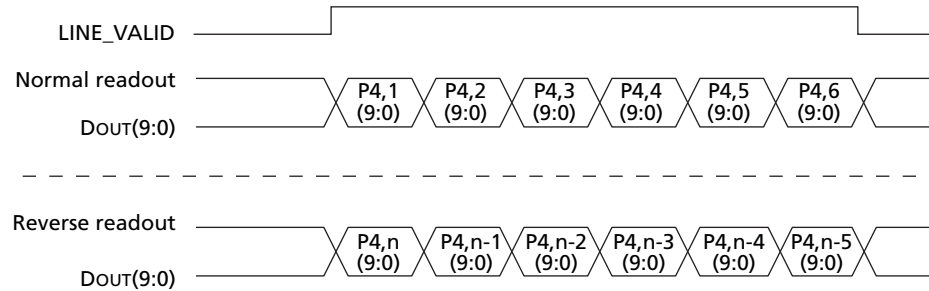 LINE_VALID
Normal readout
DOUT(9:0)
P4,1 P4,2 P4,3 P4,4 P4,5 P4,6
(9:0) (9:0) (9:0) (9:0) (9:0) (9:0)
Reverse readout
DOUT(9:0)
P4,n P4,n-1 P4,n-2 P4,n-3 P4,n-4 P4,n-5
(9:0) (9:0) (9:0) (9:0) (9:0) (9:0)